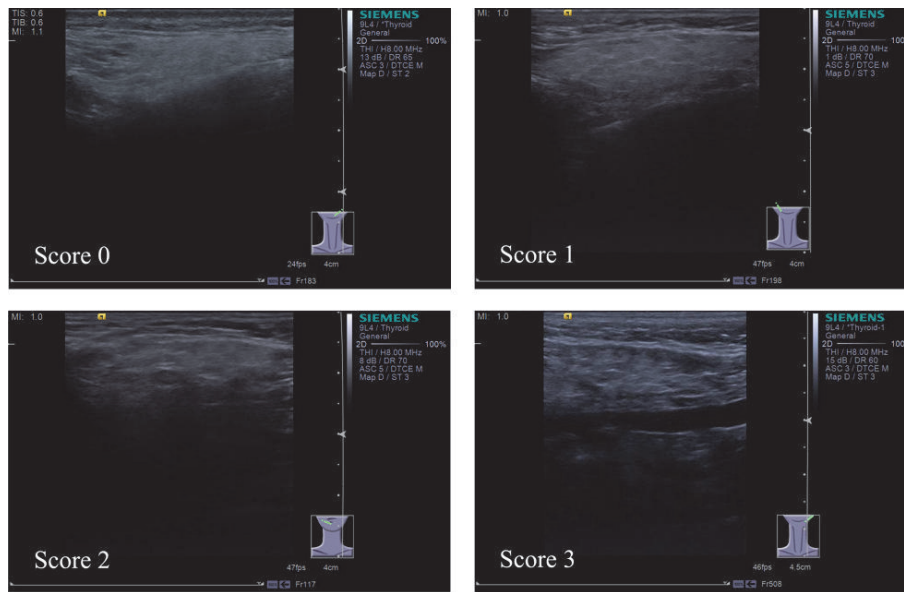 TIS: 0.6
TIB: 0.6
MI: 1.1
SIEMENS
9L4 / *Thyroid
General
2D 100%
THI / H8.00 MHz
13 dB / DR 65
ASC 3 / DTCE M
Map D / ST 2
Score 0
24fps 4cm
Fr183
MI: 1.0
SIEMENS
9L4 / Thyroid
General
2D 100%
THI / H8.00 MHz
1 dB / DR 70
ASC 5 / DTCE M
Map D / ST 3
Score 1
47fps 4cm
Fr198
MI: 1.0
SIEMENS
9L4 / Thyroid
General
2D 100%
THI / H8.00 MHz
8 dB / DR 70
ASC 5 / DTCE M
Map D / ST 3
Score 2
47fps 4cm
Fr117
MI: 1.0
SIEMENS
9L4 / *Thyroid-1
General
2D 100
THI / H8.00 MHz
15 dB / DR 60
ASC 3 / DTCE M
Map D / ST 3
Score 3
46fps 4.5cm
Fr508